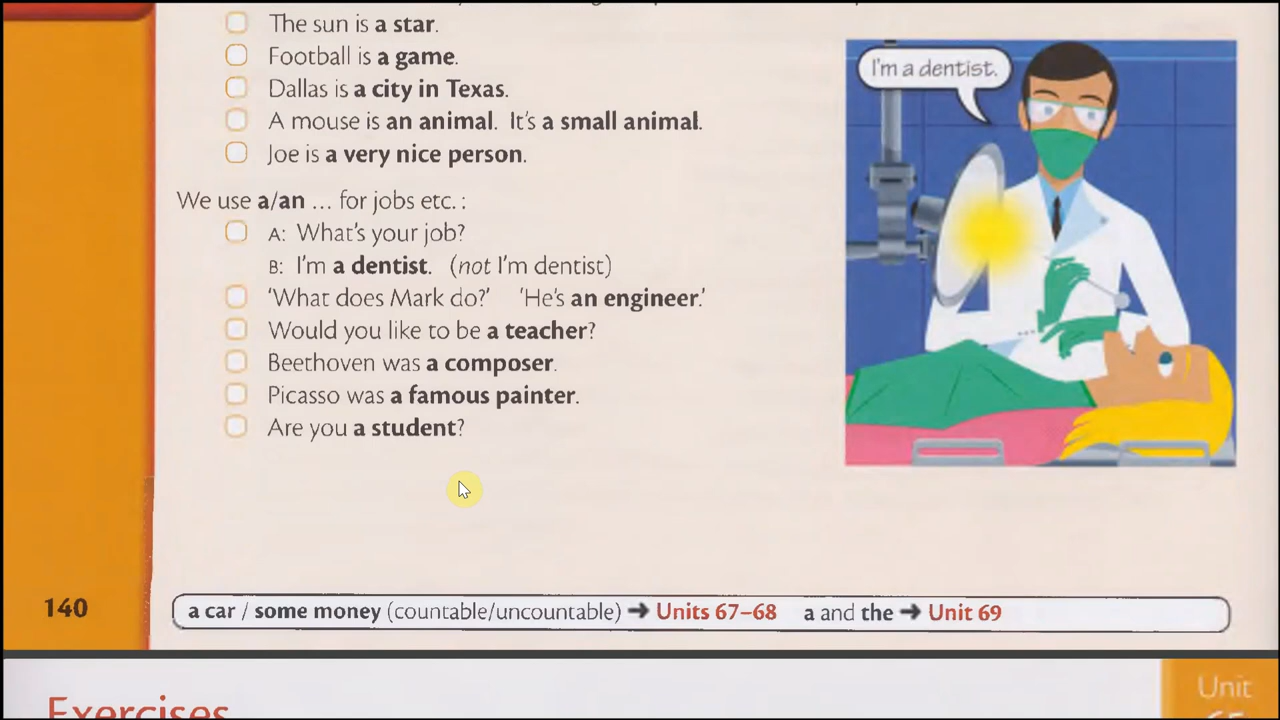 The sun is a star.
Football is a game.
Dallas is a city in Texas.
A mouse is an animal. It's a small animal.
Joe is a very nice person.
I'm a dentist.
We use a/an ... for jobs etc. :
A: What's your job?
B: I'm a dentist. (not I'm dentist)
'What does Mark do?' 'He's an engineer.'
Would you like to be a teacher?
Beethoven was a composer.
Picasso was a famous painter.
Are you a student?
140
a car / some money (countable/uncountable) ➜ Units 67–68 a and the ➜ Unit 69
Exercises
Unit